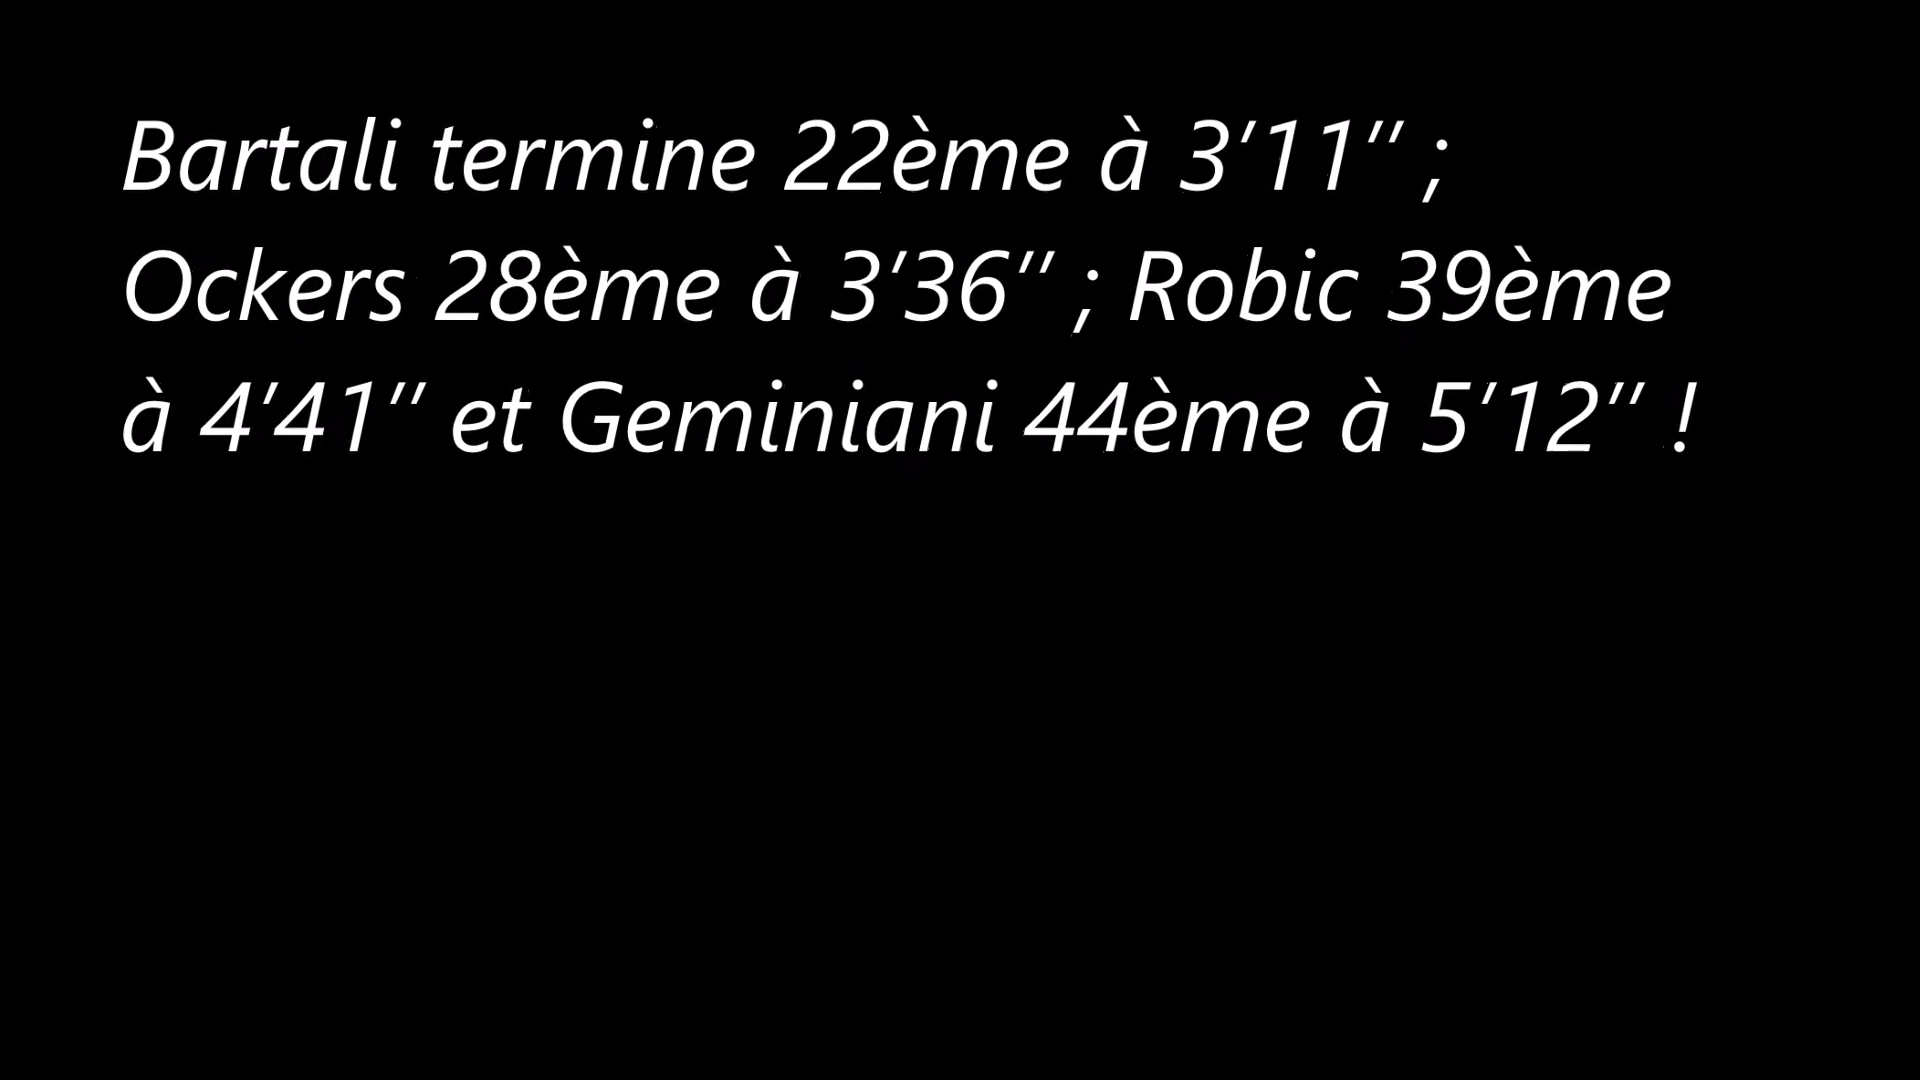 Bartali termine 22ème à 3’11’’ ;
Ockers 28ème à 3’36’’ ; Robic 39ème
à 4’41’’ et Geminiani 44ème à 5’12’’ !